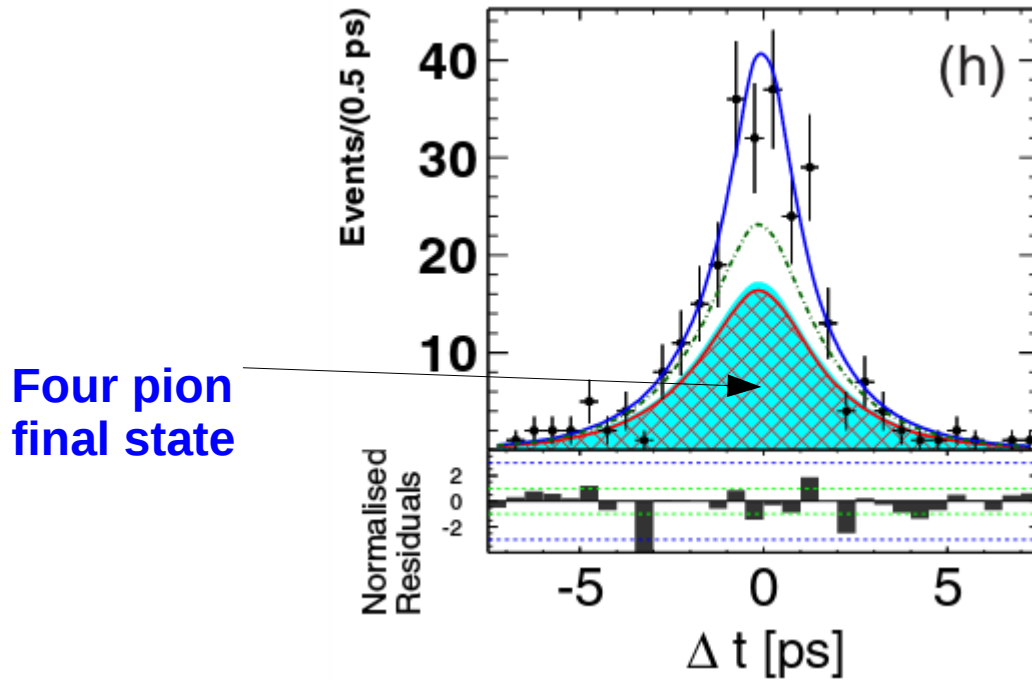 Events/(0.5 ps)
40
30
20
10
(h)
Four pion
final state
Normalised
Residuals
2
0
-2
-5
0
5
Δ t [ps]